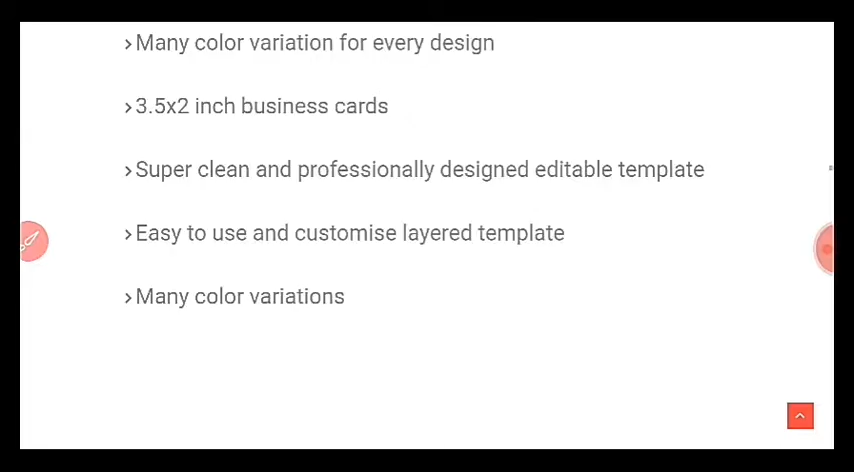 ›Many color variation for every design
›3.5x2 inch business cards
›Super clean and professionally designed editable template
›Easy to use and customise layered template
›Many color variations